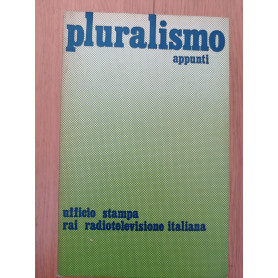 pluralismo
appunti
ufficio stampa
rai radiotelevisione italiana